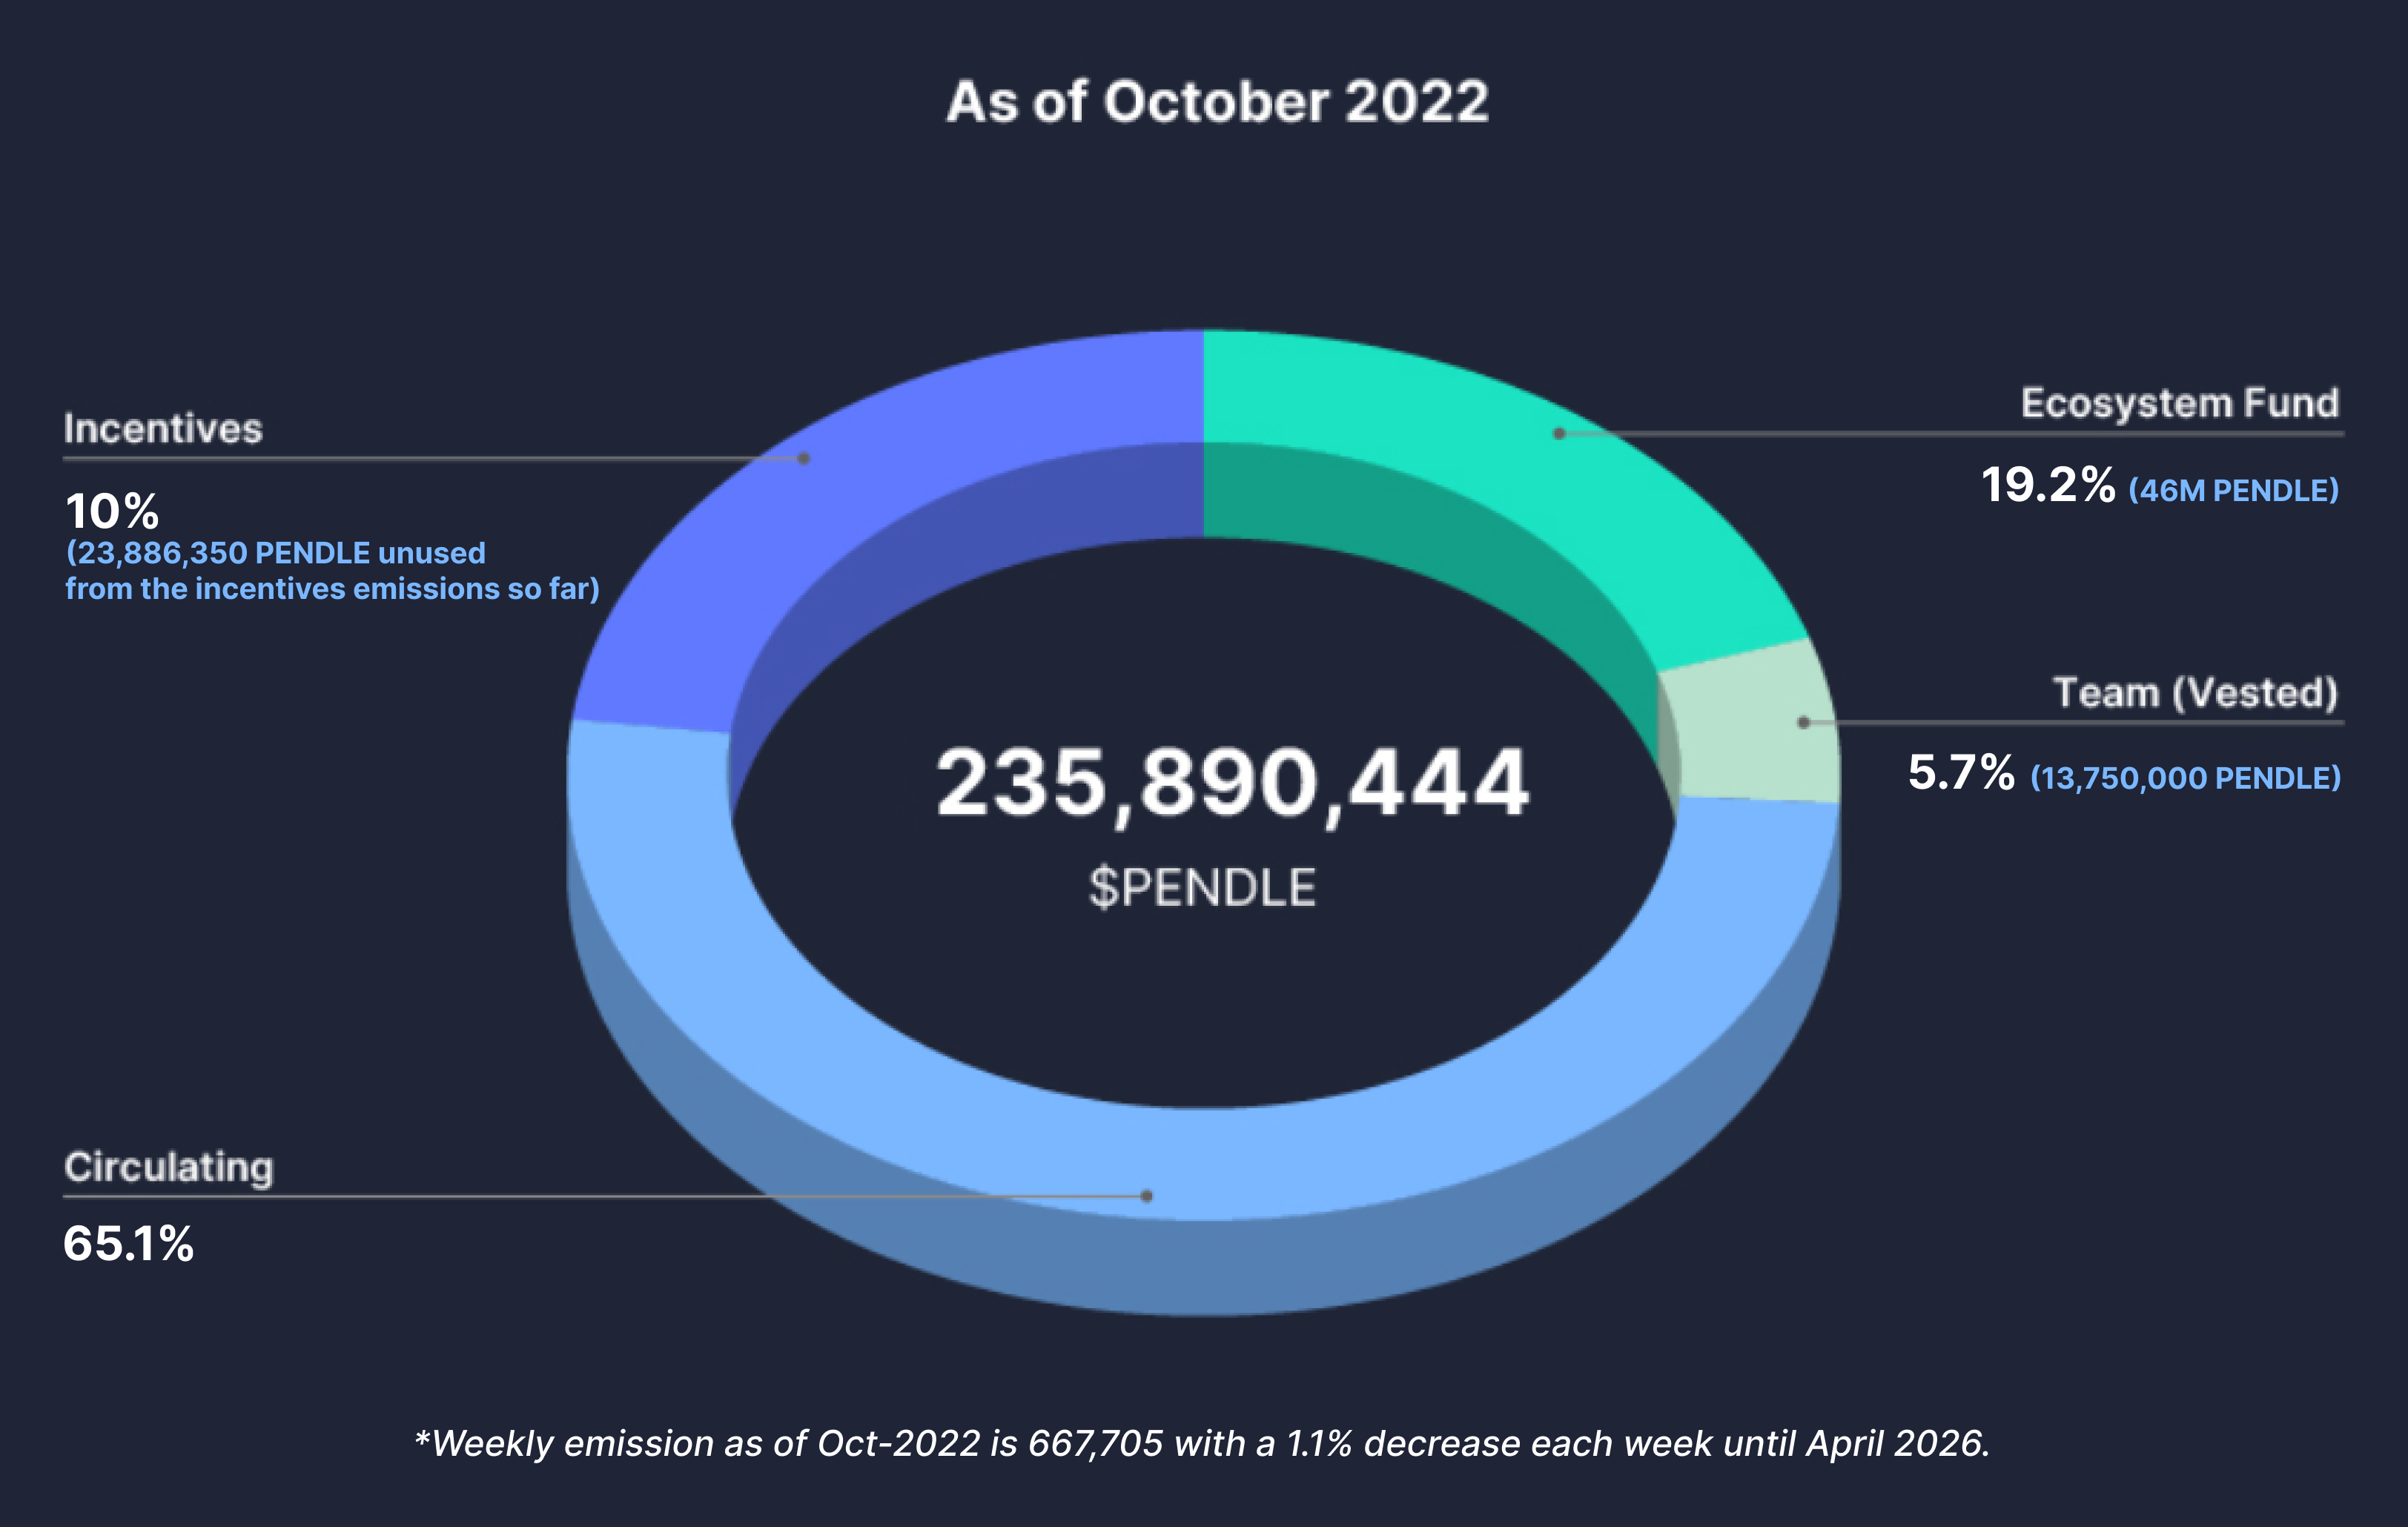 As of October 2022
Incentives
10%
(23,886,350 PENDLE unused
from the incentives emissions so far)
Ecosystem Fund
19.2% (46M PENDLE)
Team (Vested)
5.7% (13,750,000 PENDLE)
235,890,444
$PENDLE
Circulating
65.1%
*Weekly emission as of Oct-2022 is 667,705 with a 1.1% decrease each week until April 2026.